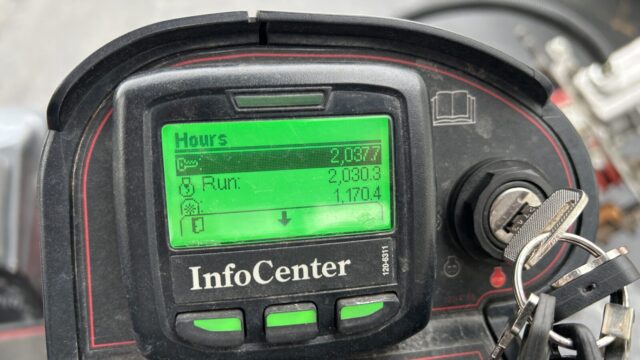 Hours
: 2,037.7
Run: 2,030.3
: 1,170.4
InfoCenter
120-6311